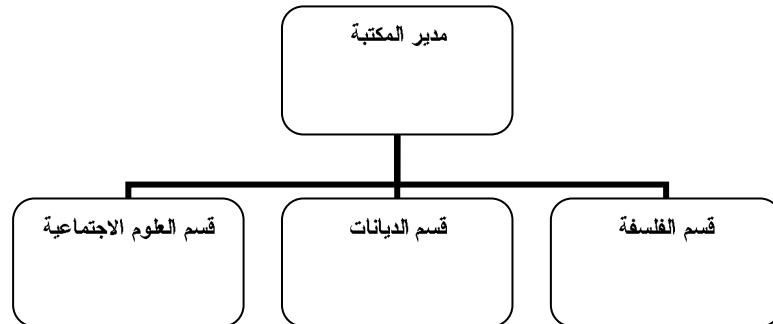 مدير المكتبة
قسم الفلسفة
قسم الديانات
قسم العلوم الاجتماعية